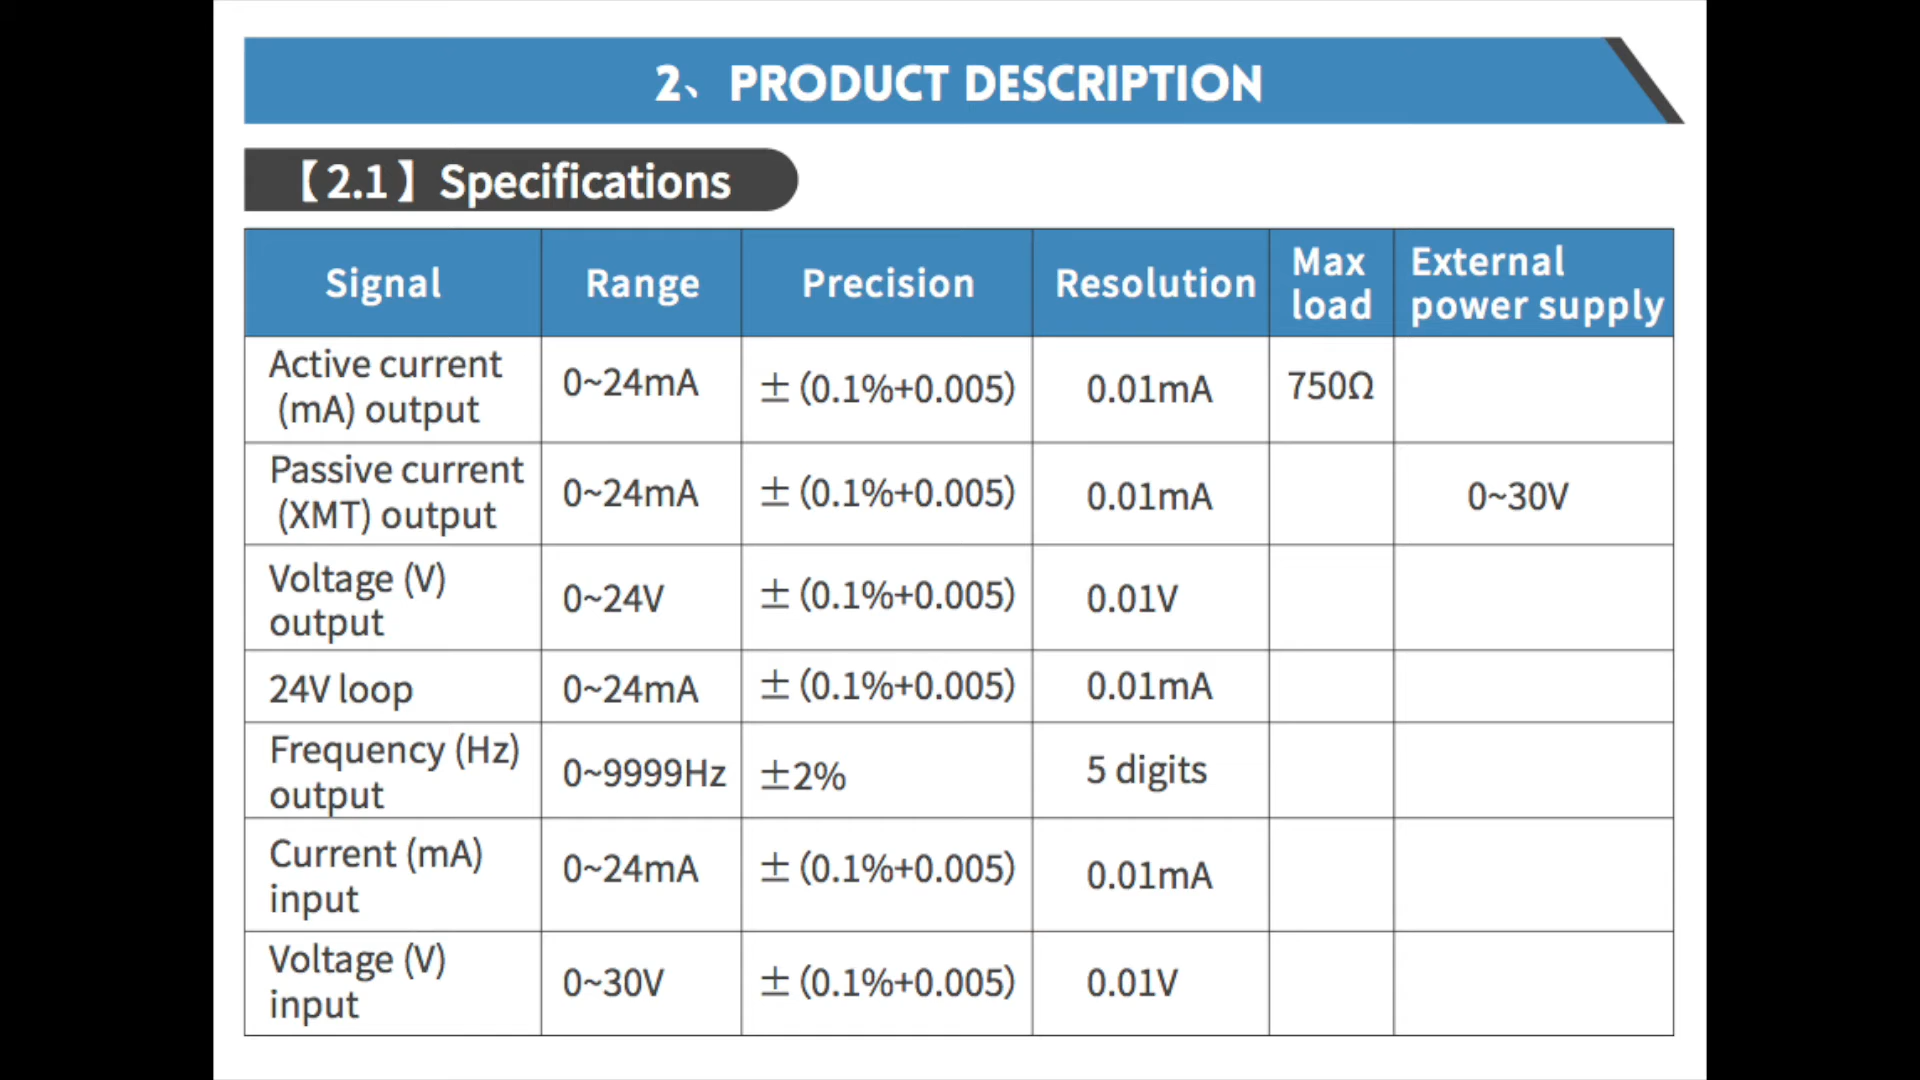 2、PRODUCT DESCRIPTION
【2.1】Specifications
Signal Range Precision Resolution Max load External power supply
Active current (mA) output 0~24mA ±(0.1%+0.005) 0.01mA 750Ω
Passive current (XMT) output 0~24mA ±(0.1%+0.005) 0.01mA 0~30V
Voltage (V) output 0~24V ±(0.1%+0.005) 0.01V
24V loop 0~24mA ±(0.1%+0.005) 0.01mA
Frequency (Hz) output 0~9999Hz ±2% 5 digits
Current (mA) input 0~24mA ±(0.1%+0.005) 0.01mA
Voltage (V) input 0~30V ±(0.1%+0.005) 0.01V